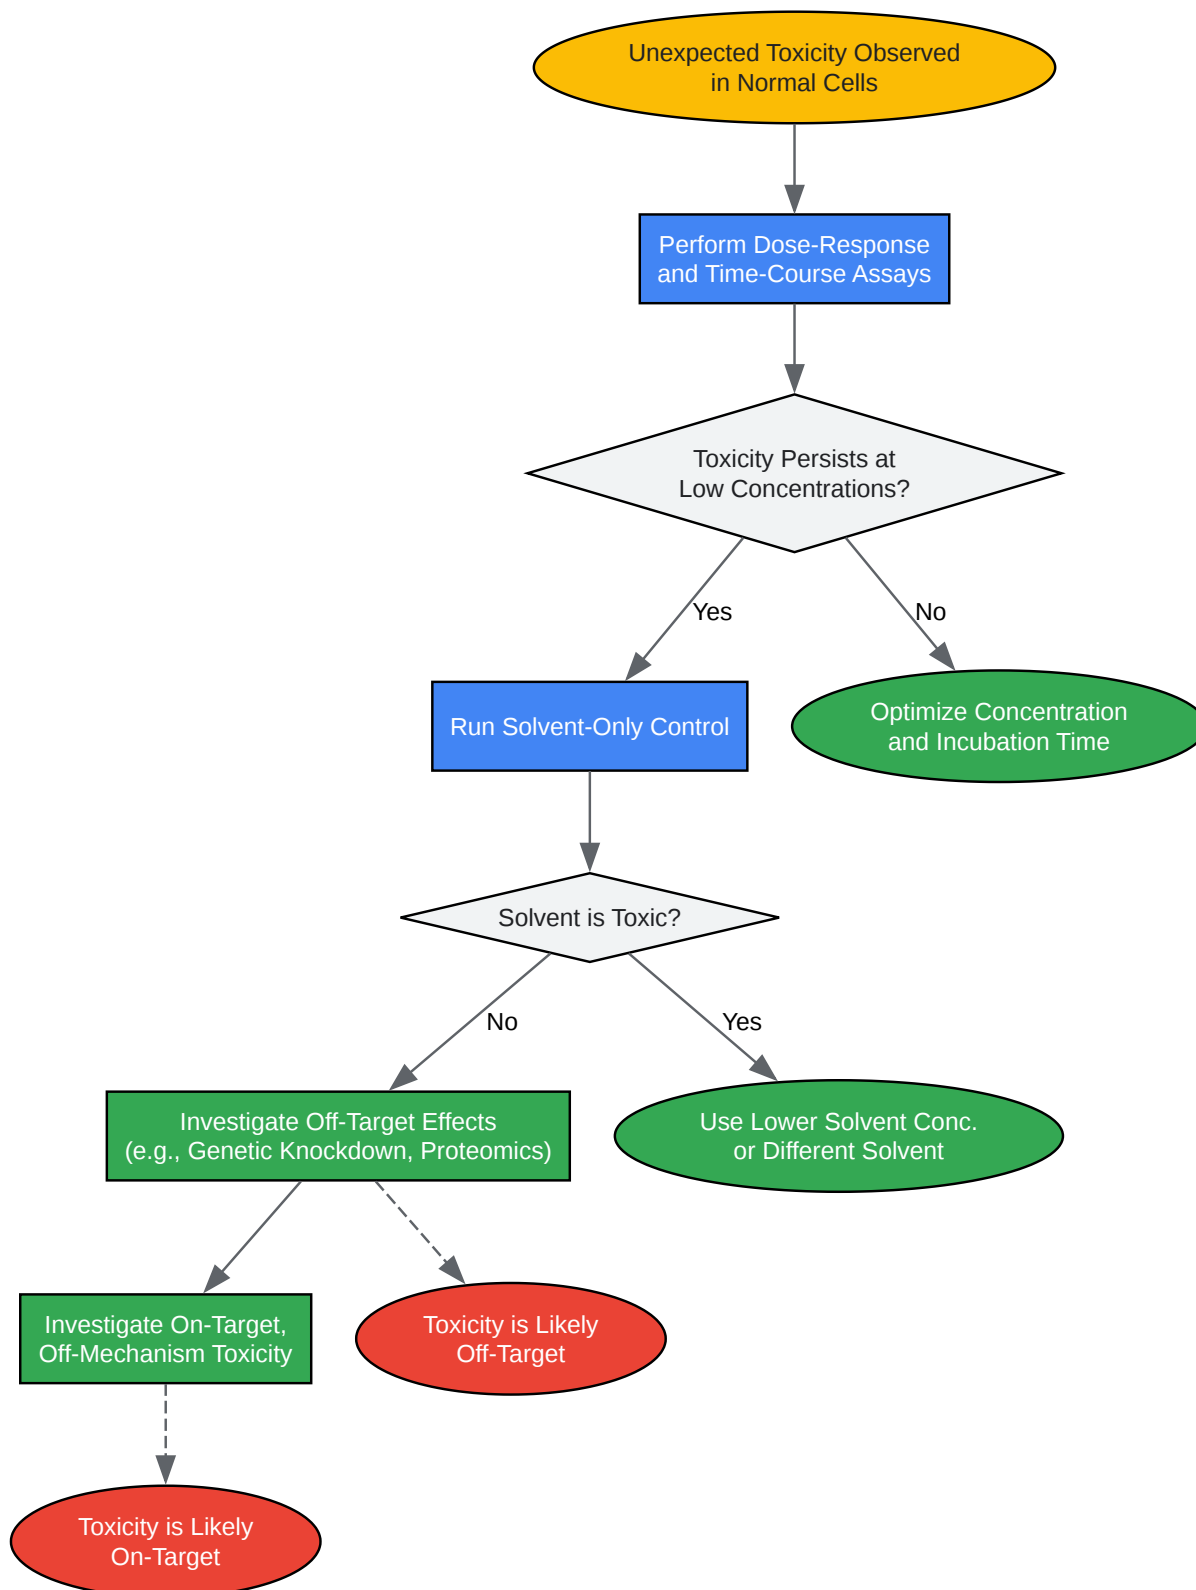 Unexpected Toxicity Observed
in Normal Cells
Perform Dose-Response
and Time-Course Assays
Toxicity Persists at
Low Concentrations?
Yes
No
Run Solvent-Only Control
Optimize Concentration
and Incubation Time
Solvent is Toxic?
No
Yes
Investigate Off-Target Effects
(e.g., Genetic Knockdown, Proteomics)
Use Lower Solvent Conc.
or Different Solvent
Investigate On-Target,
Off-Mechanism Toxicity
Toxicity is Likely
Off-Target
Toxicity is Likely
On-Target